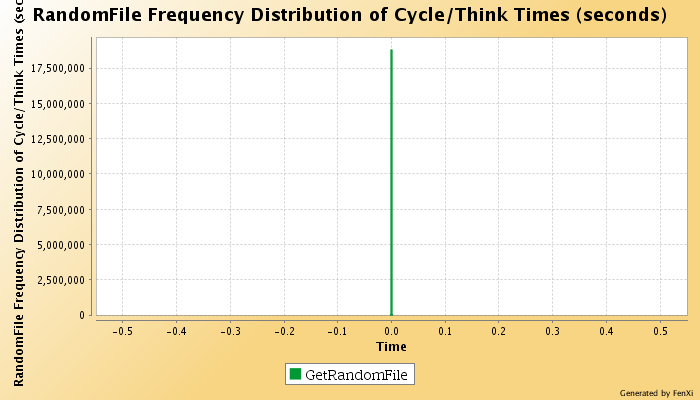 RandomFile Frequency Distribution of Cycle/Think Times (seconds)
RandomFile Frequency Distribution of Cycle/Think Times (sec
17,500,000
15,000,000
12,500,000
10,000,000
7,500,000
5,000,000
2,500,000
0
-0.5 -0.4 -0.3 -0.2 -0.1 0.0 0.1 0.2 0.3 0.4 0.5
Time
GetRandomFile
Generated by FenXi